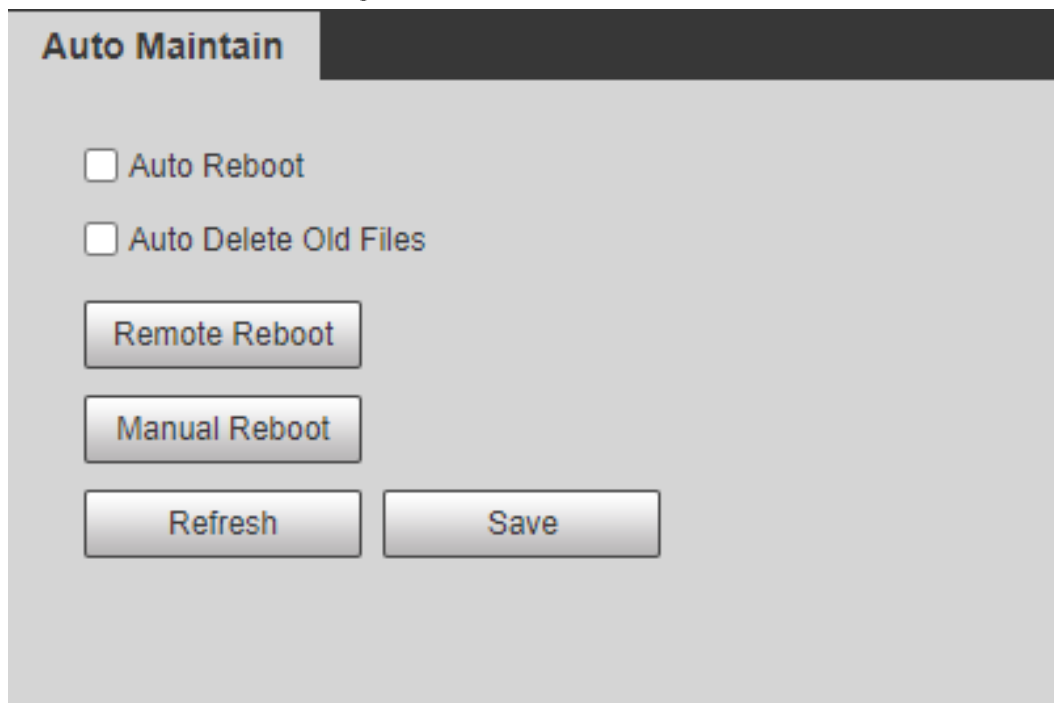 Auto Maintain
Auto Reboot
Auto Delete Old Files
Remote Reboot
Manual Reboot
Refresh Save